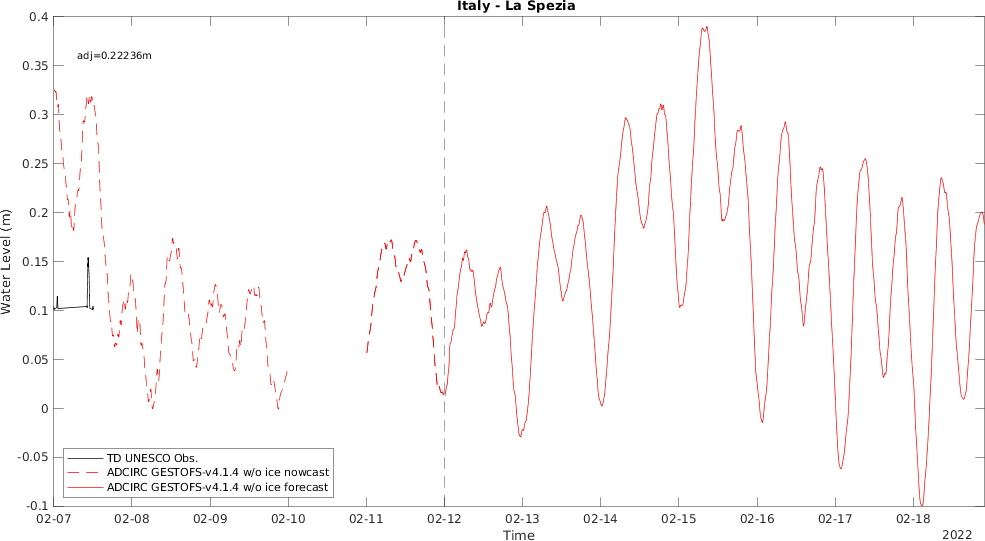 Italy - La Spezia
adj=0.22236m
0.4
0.35
0.3
0.25
0.2
0.15
0.1
0.05
0
-0.05
-0.1
Water Level (m)
TD UNESCO Obs.
ADCIRC GESTOFS-v4.1.4 w/o ice nowcast
ADCIRC GESTOFS-v4.1.4 w/o ice forecast
02-07 02-08 02-09 02-10 02-11 02-12 02-13 02-14 02-15 02-16 02-17 02-18
Time
2022